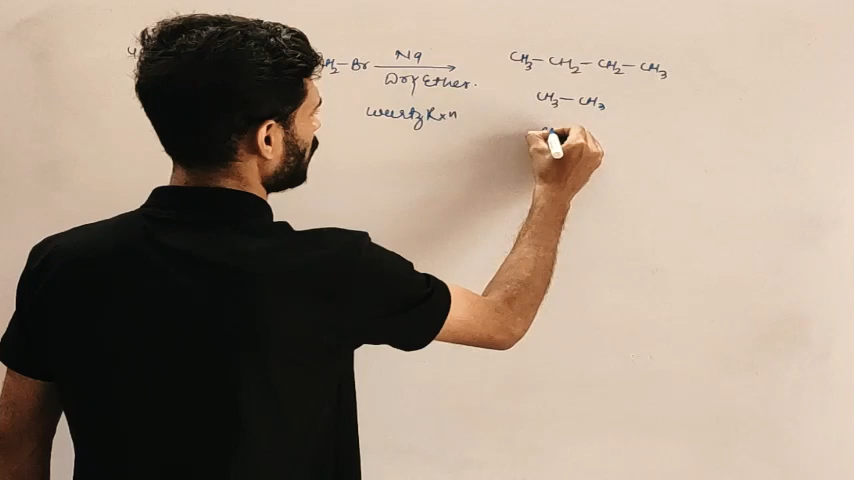 H₂-Br Na → CH₃-CH₂-CH₂-CH₃
Dry Ether.
CH₃-CH₃
wurtz Rxn